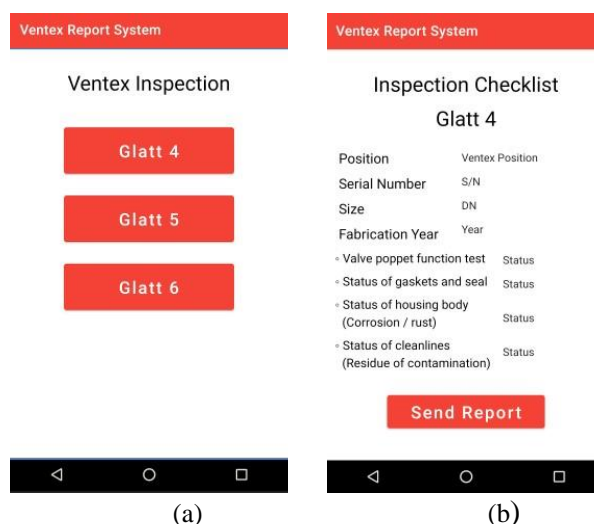 Ventex Report System
Ventex Inspection
Glatt 4
Glatt 5
Glatt 6
(a)
Ventex Report System
Inspection Checklist
Glatt 4
Position Ventex Position
Serial Number S/N
Size DN
Fabrication Year Year
◦ Valve poppet function test Status
◦ Status of gaskets and seal Status
◦ Status of housing body
(Corrosion / rust) Status
◦ Status of cleanlines
(Residue of contamination) Status
Send Report
(b)